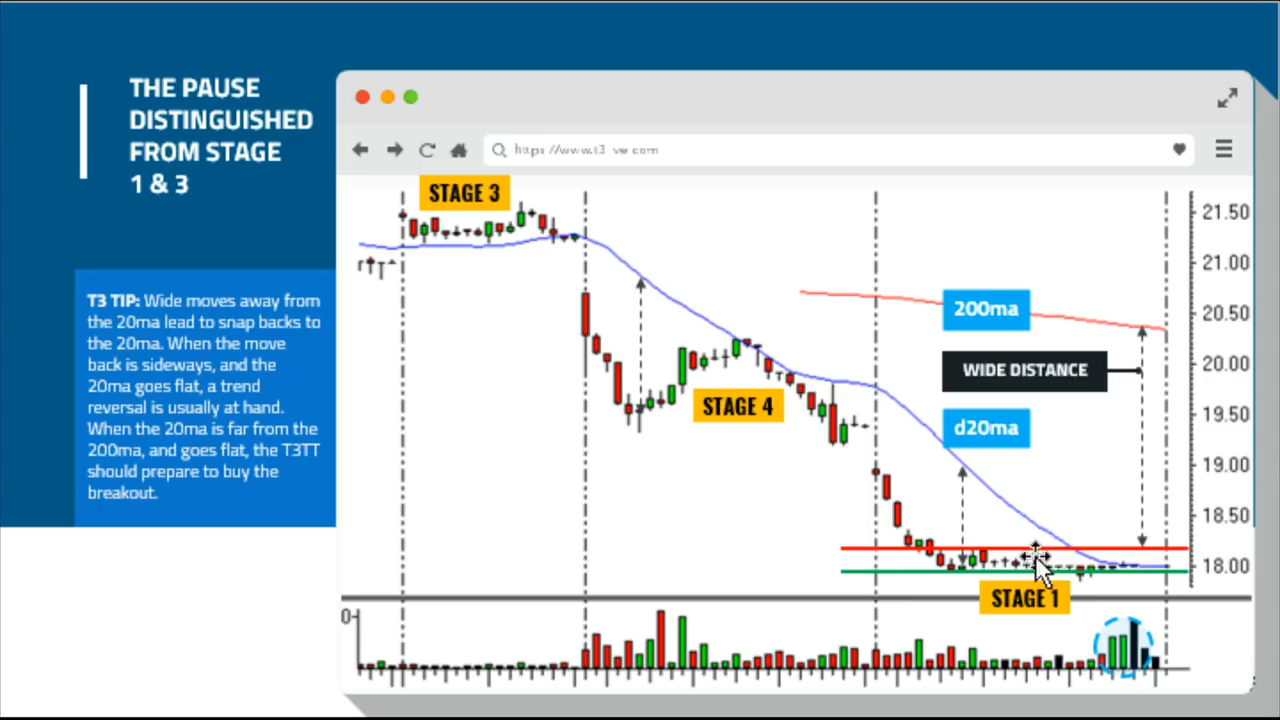 THE PAUSE
DISTINGUISHED
FROM STAGE
1 & 3
T3 TIP: Wide moves away from
the 20ma lead to snap backs to
the 20ma. When the move
back is sideways, and the
20ma goes flat, a trend
reversal is usually at hand.
When the 20ma is far from the
200ma, and goes flat, the T3TT
should prepare to buy the
breakout.
https://www.t3
STAGE 3
21.50
21.00
20.50
200ma
20.00
WIDE DISTANCE
19.50
STAGE 4
d20ma
19.00
18.50
18.00
STAGE 1
0